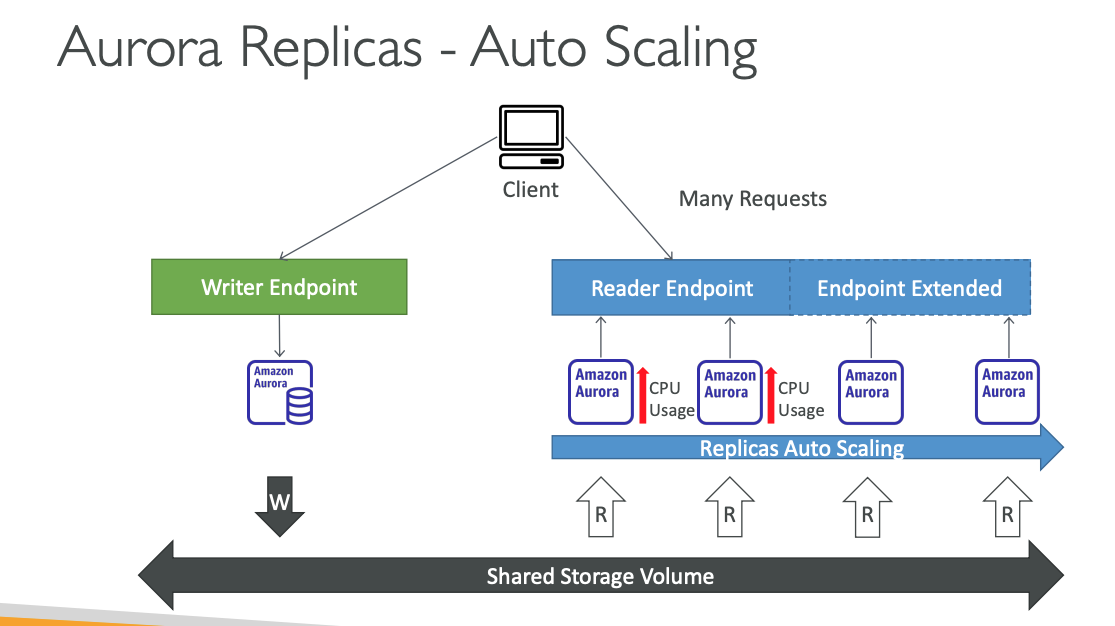 Aurora Replicas - Auto Scaling
Client
Many Requests
Writer Endpoint
Reader Endpoint
Endpoint Extended
Amazon
Aurora
Amazon
Aurora
CPU
Usage
Amazon
Aurora
CPU
Usage
Amazon
Aurora
Amazon
Aurora
Replicas Auto Scaling
W
R
R
R
R
Shared Storage Volume